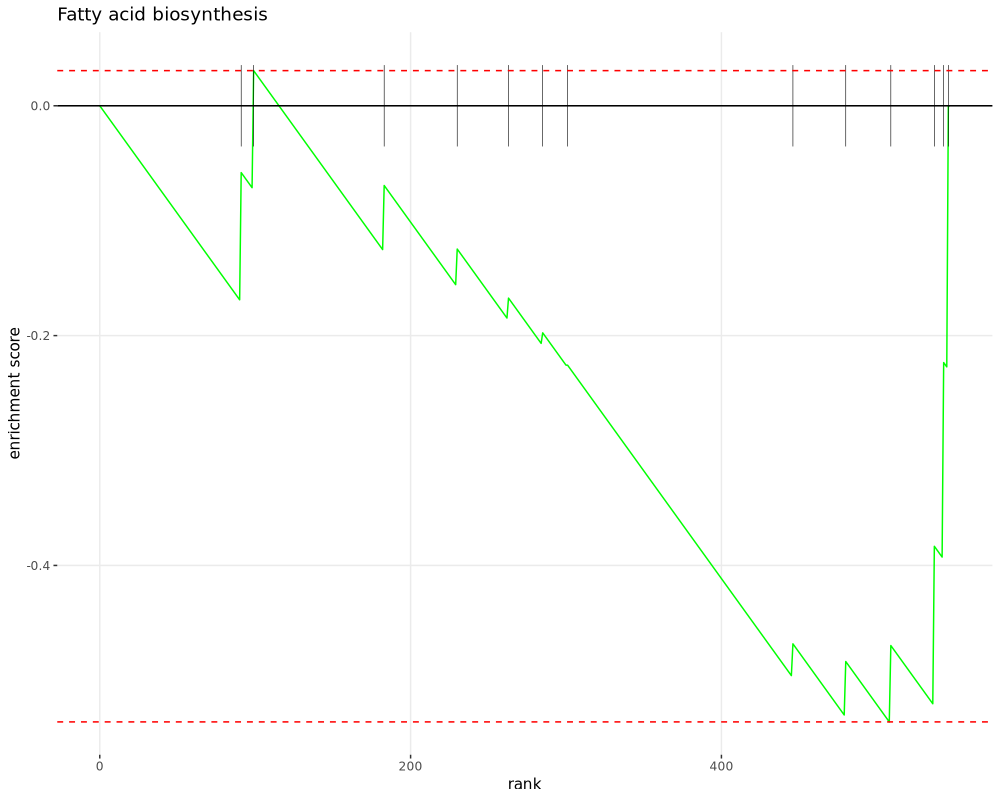 Fatty acid biosynthesis
0.0
-0.2
-0.4
enrichment score
0
200
400
rank